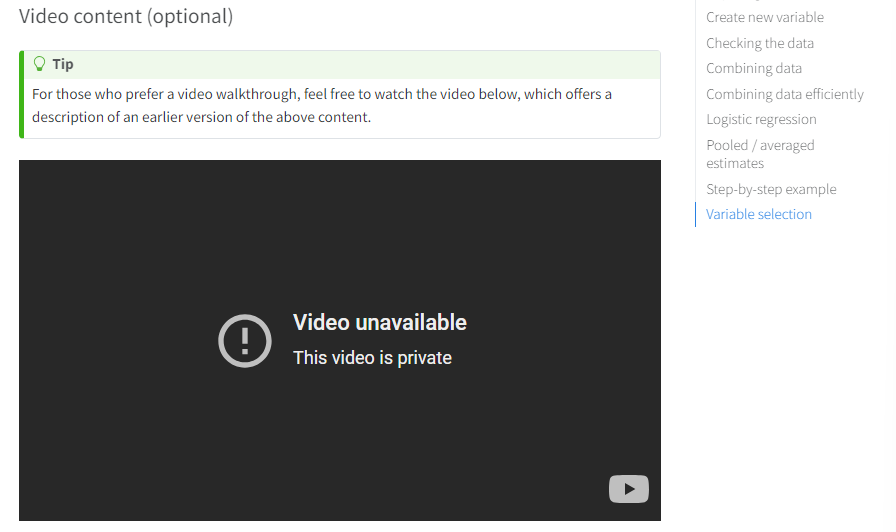 Video content (optional)
Tip
For those who prefer a video walkthrough, feel free to watch the video below, which offers a
description of an earlier version of the above content.
Video unavailable
This video is private
Create new variable
Checking the data
Combining data
Combining data efficiently
Logistic regression
Pooled / averaged
estimates
Step-by-step example
Variable selection